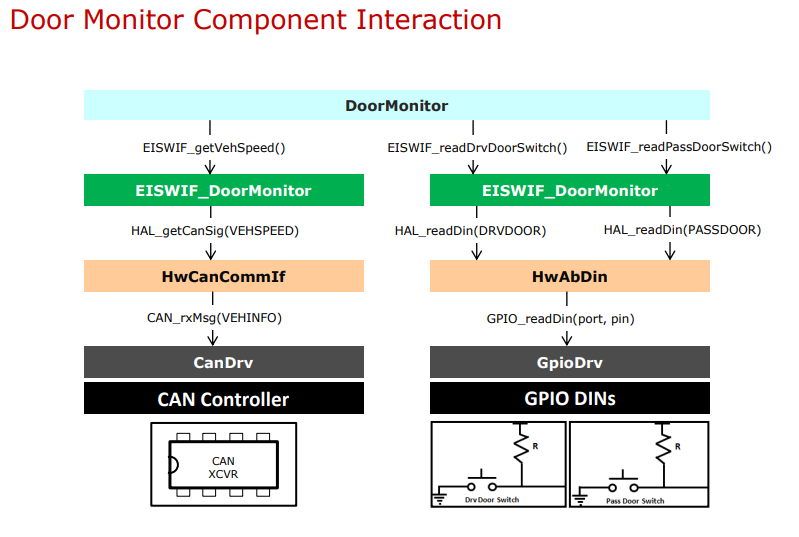 Door Monitor Component Interaction
DoorMonitor
EISWIF_getVehSpeed()
EISWIF_readDrvDoorSwitch()
EISWIF_readPassDoorSwitch()
EISWIF_DoorMonitor
EISWIF_DoorMonitor
HAL_getCanSig(VEHSPEED)
HAL_readDin(DRVDOOR)
HAL_readDin(PASSDOOR)
HwCanCommIf
HwAbDin
CAN_rxMsg(VEHINFO)
GPIO_readDin(port, pin)
CanDrv
GpioDrv
CAN Controller
GPIO DINs
CAN
XCVR
R
Drv Door Switch
R
Pass Door Switch